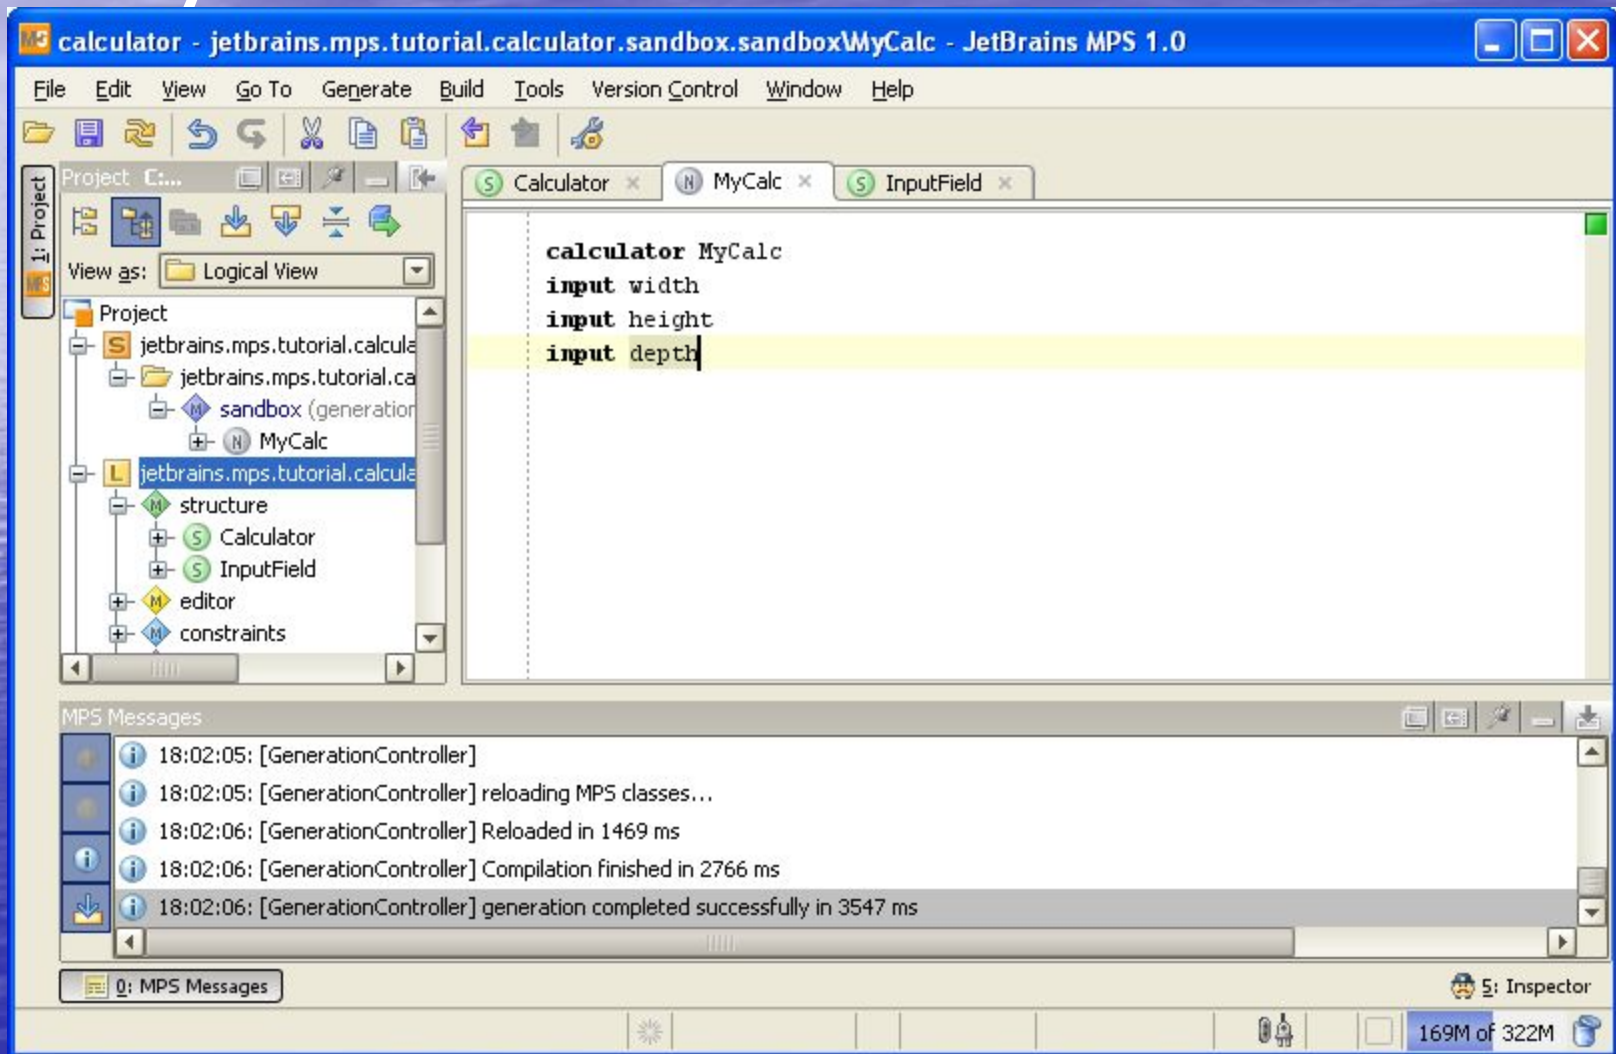 calculator - jetbrains.mps.tutorial.calculator.sandbox.sandbox\MyCalc - JetBrains MPS 1.0
File Edit View Go To Generate Build Tools Version Control Window Help
1: Project
Project C:...
Calculator
MyCalc
InputField
View as: Logical View
Project
jetbrains.mps.tutorial.calcula
jetbrains.mps.tutorial.ca
sandbox (generation
MyCalc
jetbrains.mps.tutorial.calcula
structure
Calculator
InputField
editor
constraints
calculator MyCalc
input width
input height
input depth
MPS Messages
18:02:05: [GenerationController]
18:02:05: [GenerationController] reloading MPS classes...
18:02:06: [GenerationController] Reloaded in 1469 ms
18:02:06: [GenerationController] Compilation finished in 2766 ms
18:02:06: [GenerationController] generation completed successfully in 3547 ms
0: MPS Messages
5: Inspector
169M of 322M